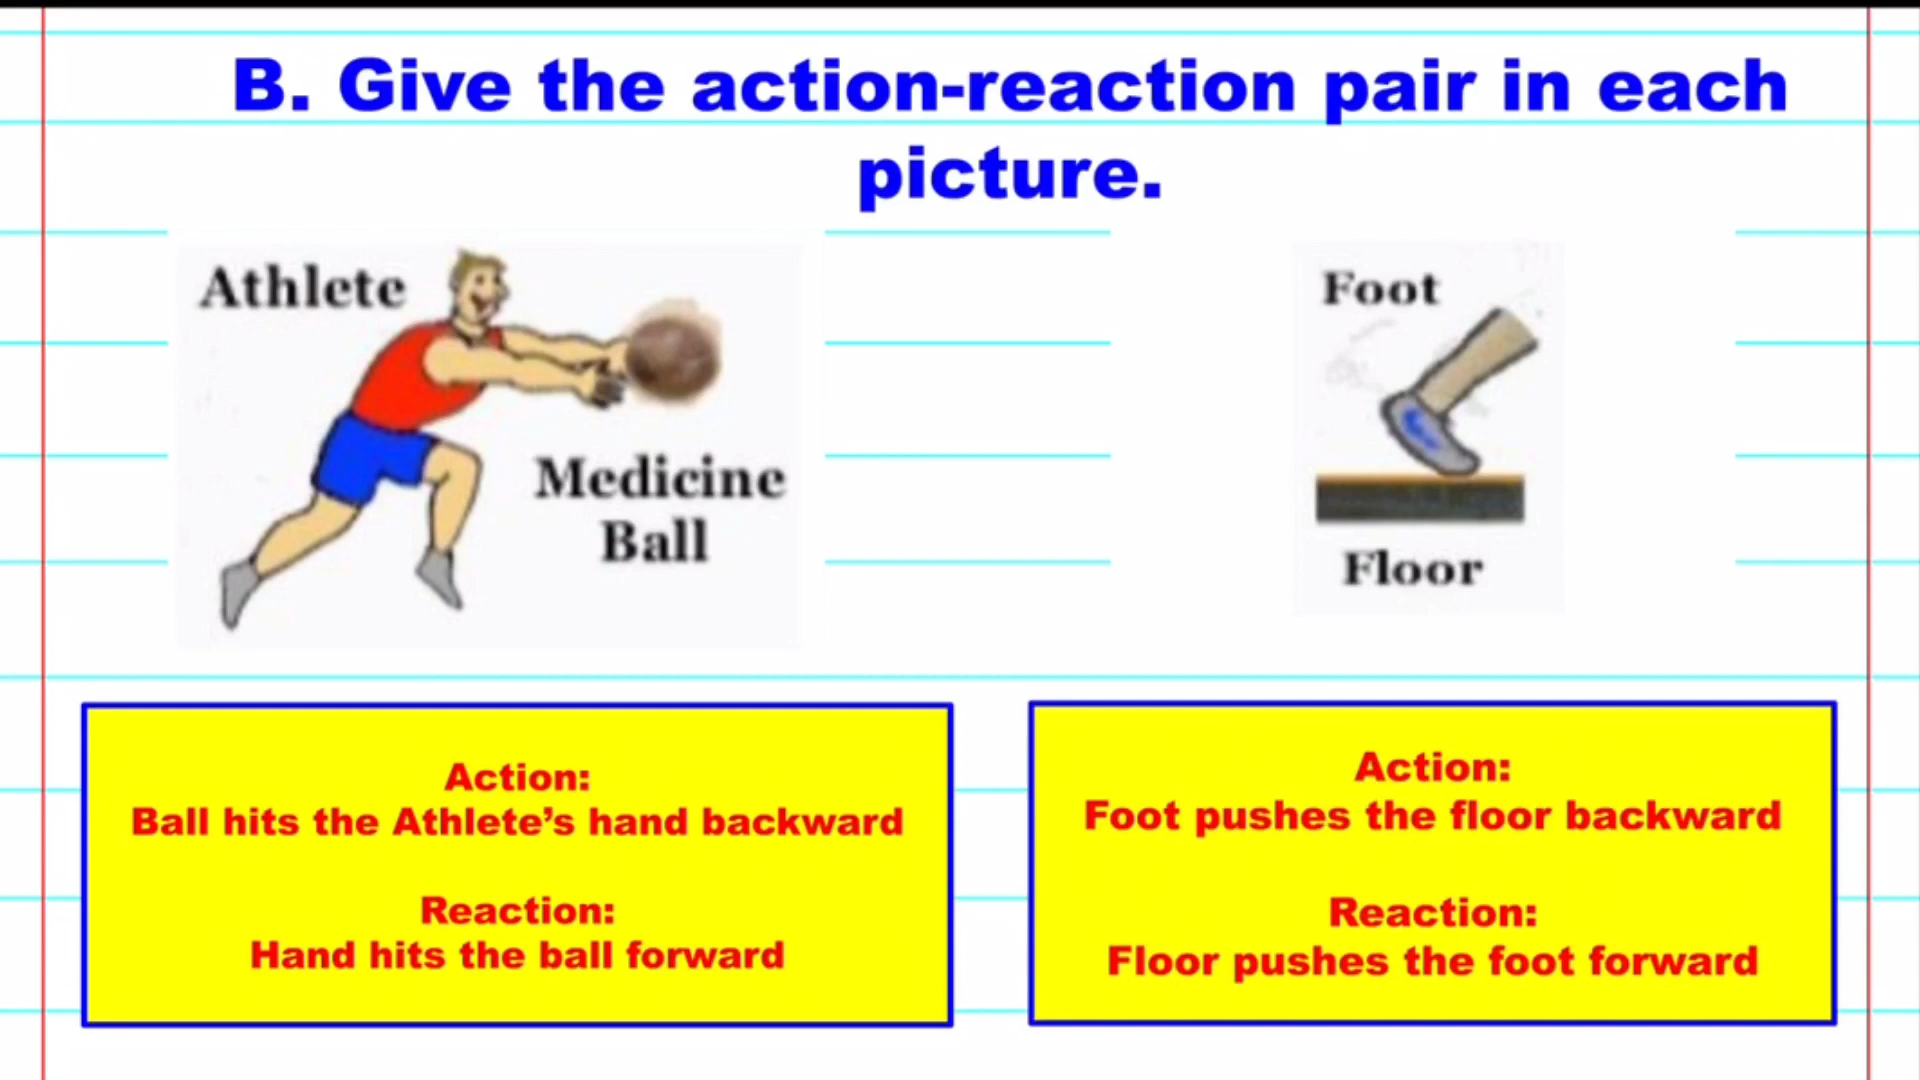 B. Give the action-reaction pair in each
picture.
Athlete
Medicine
Ball
Foot
Floor
Action:
Ball hits the Athlete’s hand backward
Reaction:
Hand hits the ball forward
Action:
Foot pushes the floor backward
Reaction:
Floor pushes the foot forward